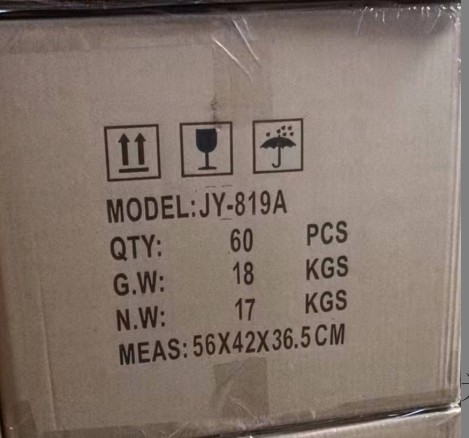 MODEL:JY-819A
QTY: 60 PCS
G.W: 18 KGS
N.W: 17 KGS
MEAS:56X42X36.5CM